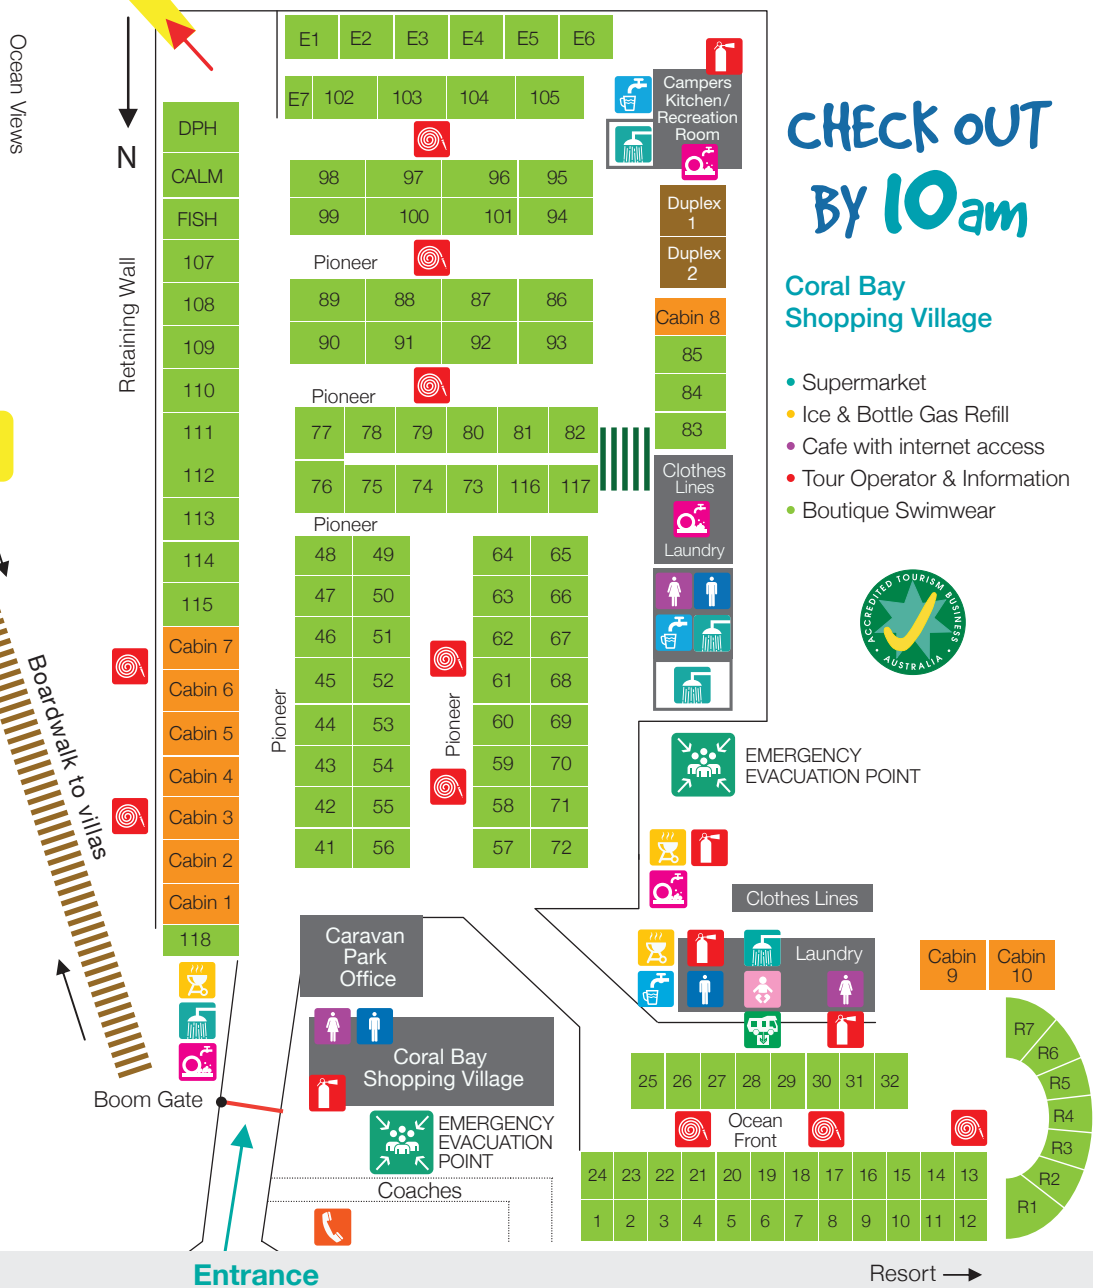 Ocean Views
N
Retaining Wall
E1 E2 E3 E4 E5 E6
E7 102 103 104 105
Campers
Kitchen/
Recreation
Room
CHECK OUT
BY 10am
DPH
CALM
FISH
107
108
109
110
111
112
113
114
115
Cabin 7
Cabin 6
Cabin 5
Cabin 4
Cabin 3
Cabin 2
Cabin 1
118
98 97 96 95
99 100 101 94
Pioneer
89 88 87 86
90 91 92 93
Pioneer
77 78 79 80 81 82
76 75 74 73 116 117
Pioneer
48 49
47 50
46 51
45 52
44 53
43 54
42 55
41 56
Pioneer
64 65
63 66
62 67
61 68
60 69
59 70
58 71
57 72
Pioneer
Duplex
1
Duplex
2
Cabin 8
85
84
83
Clothes
Lines
Laundry
Coral Bay
Shopping Village
• Supermarket
• Ice & Bottle Gas Refill
• Cafe with internet access
• Tour Operator & Information
• Boutique Swimwear
ACCREDITED TOURISM BUSINESS
• AUSTRALIA •
EMERGENCY
EVACUATION POINT
Boardwalk to villas
Clothes Lines
Laundry
Cabin
9
Cabin
10
Caravan
Park
Office
Coral Bay
Shopping Village
Boom Gate
EMERGENCY
EVACUATION
POINT
Coaches
25 26 27 28 29 30 31 32
Ocean
Front
24 23 22 21 20 19 18 17 16 15 14 13
1 2 3 4 5 6 7 8 9 10 11 12
R7
R6
R5
R4
R3
R2
R1
Entrance
Resort